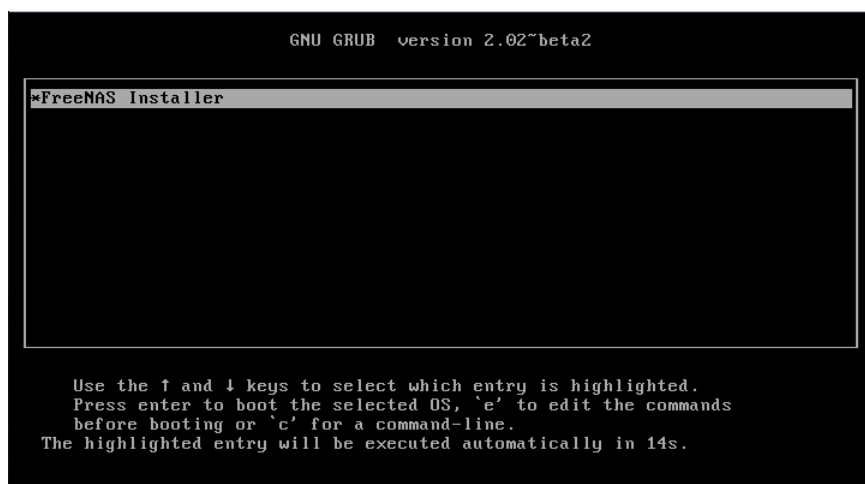 GNU GRUB  version 2.02~beta2
*FreeNAS Installer
Use the ↑ and ↓ keys to select which entry is highlighted.
Press enter to boot the selected OS, `e' to edit the commands
before booting or `c' for a command-line.
The highlighted entry will be executed automatically in 14s.